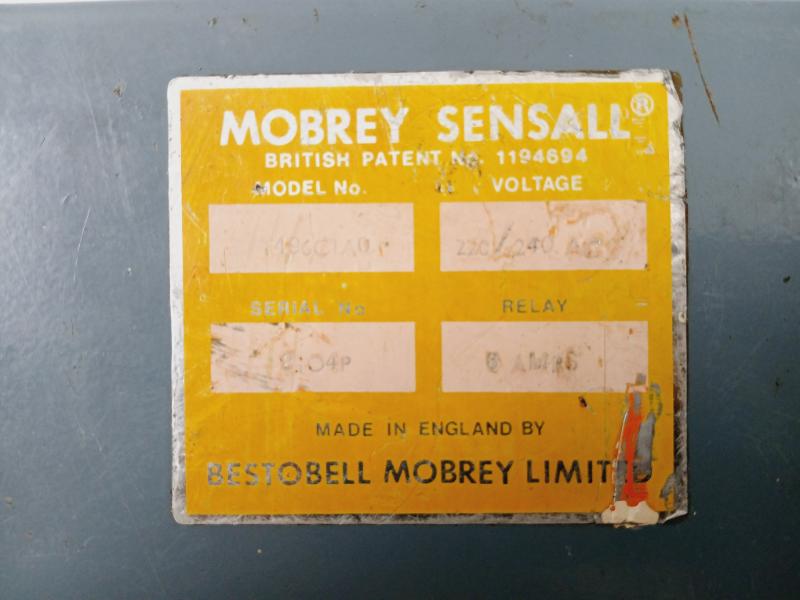 MOBREY SENSALL®
BRITISH PATENT No. 1194694
MODEL No. VOLTAGE
240
SERIAL No RELAY
AMPS
MADE IN ENGLAND BY
BESTOBELL MOBREY LIMITED